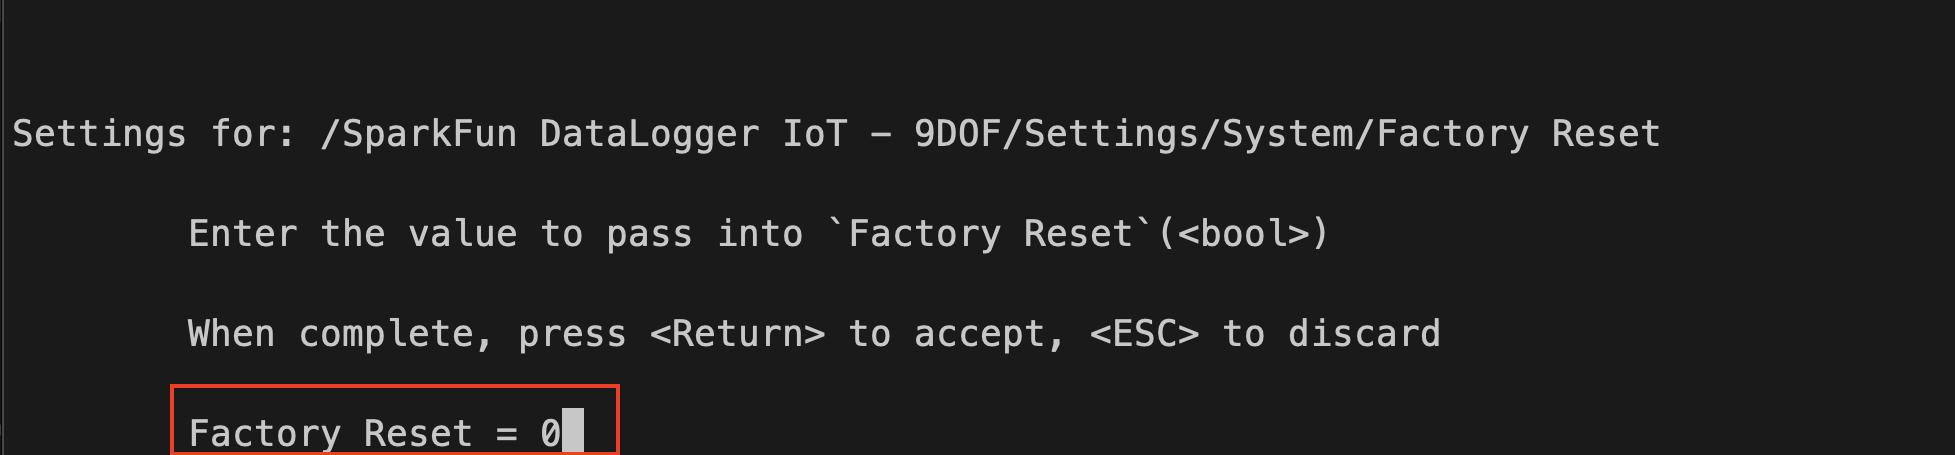 Settings for: /SparkFun DataLogger IoT – 9DOF/Settings/System/Factory Reset
Enter the value to pass into `Factory Reset`(<bool>)
When complete, press <Return> to accept, <ESC> to discard
Factory Reset = 0